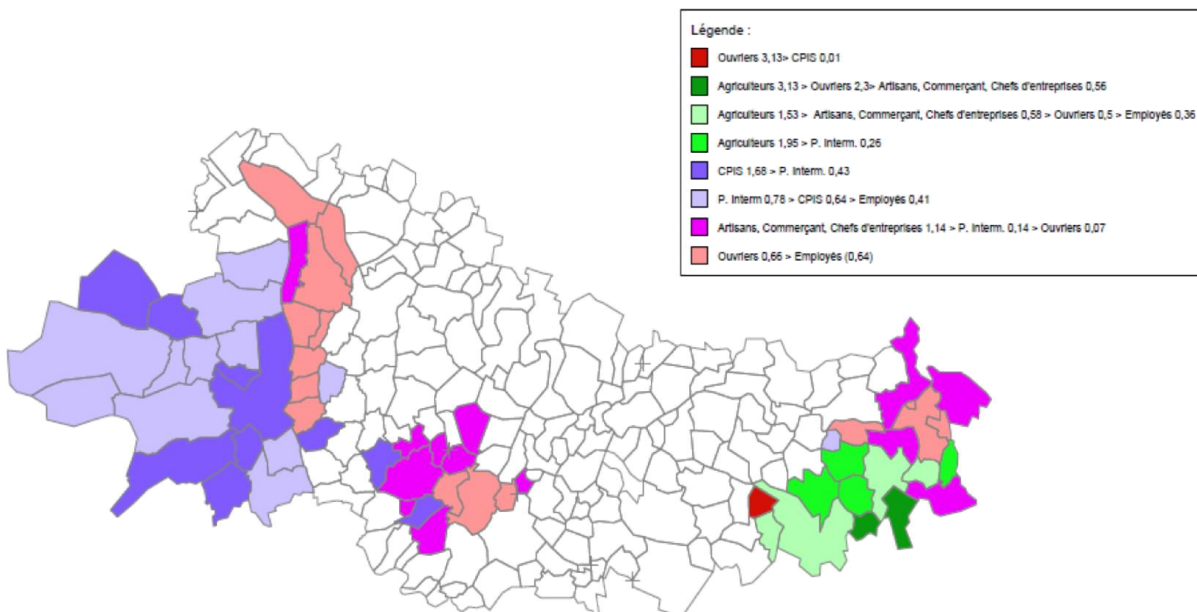 Légende :
Ouvriers 3,13> CPIS 0,01
Agriculteurs 3,13 > Ouvriers 2,3> Artisans, Commerçant, Chefs d'entreprises 0,56
Agriculteurs 1,53 > Artisans, Commerçant, Chefs d'entreprises 0,58 > Ouvriers 0,5 > Employés 0,36
Agriculteurs 1,95 > P. Interm. 0,26
CPIS 1,68 > P. Interm. 0,43
P. Interm 0,78 > CPIS 0,64 > Employés 0,41
Artisans, Commerçant, Chefs d'entreprises 1,14 > P. Interm. 0,14 > Ouvriers 0,07
Ouvriers 0,66 > Employés (0,64)